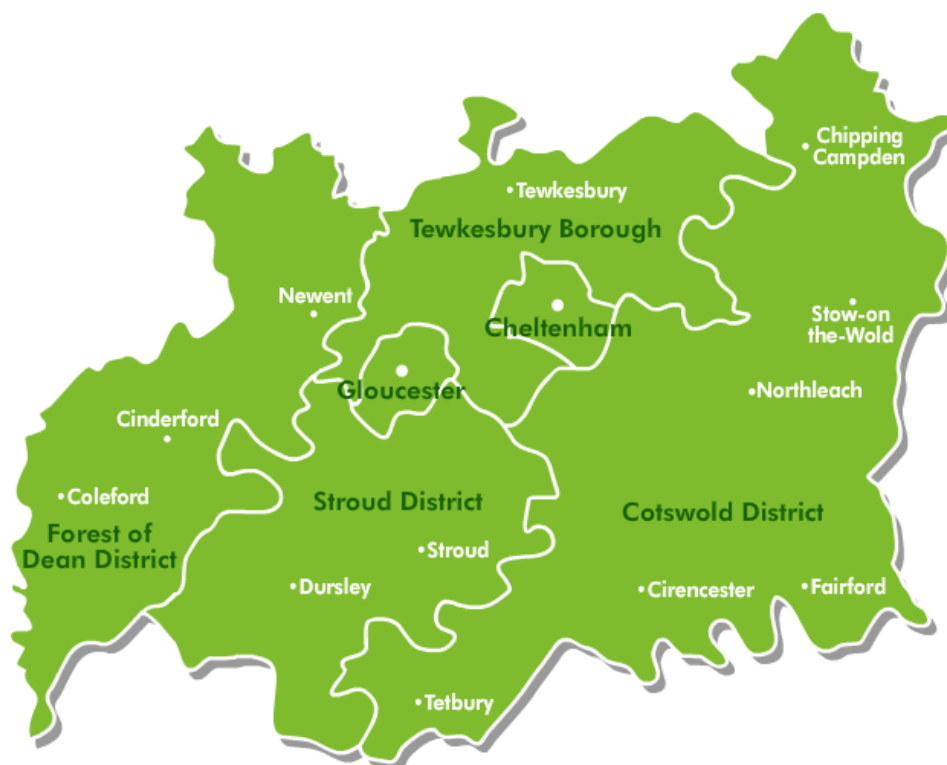 Chipping
Campden
Tewkesbury
Tewkesbury Borough
Newent
Stow-on
the-Wold
Cheltenham
Gloucester
Northleach
Cinderford
Coleford
Stroud District
Cotswold District
Forest of
Dean District
Stroud
Dursley
Cirencester
Fairford
Tetbury